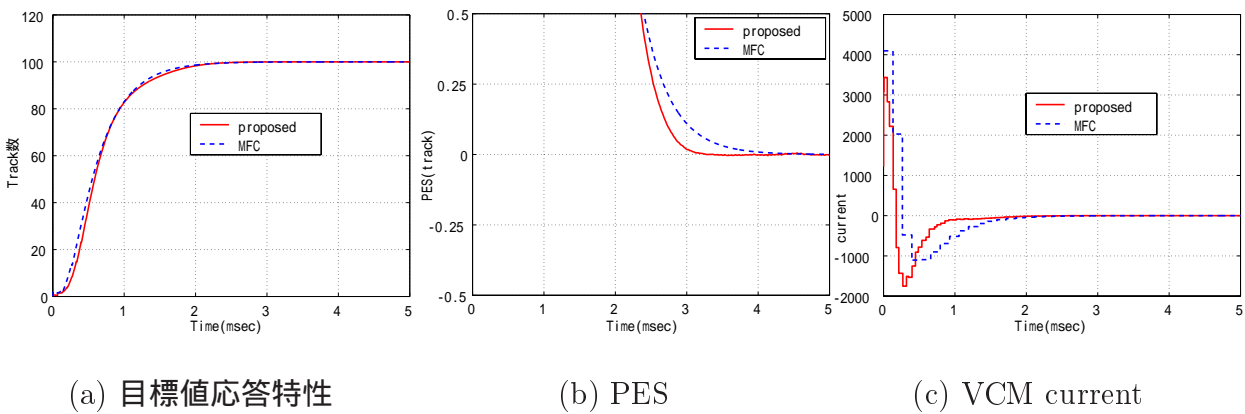 120
100
80
60
40
20
0
Track数
proposed
MFC
0
1
2
3
4
5
Time(msec)
(a) 目標値応答特性
0.5
0.25
0
-0.25
-0.5
PES(track)
proposed
MFC
0
1
2
3
4
5
Time(msec)
(b) PES
5000
4000
3000
2000
1000
0
-1000
-2000
current
proposed
MFC
0
1
2
3
4
5
Time(msec)
(c) VCM current